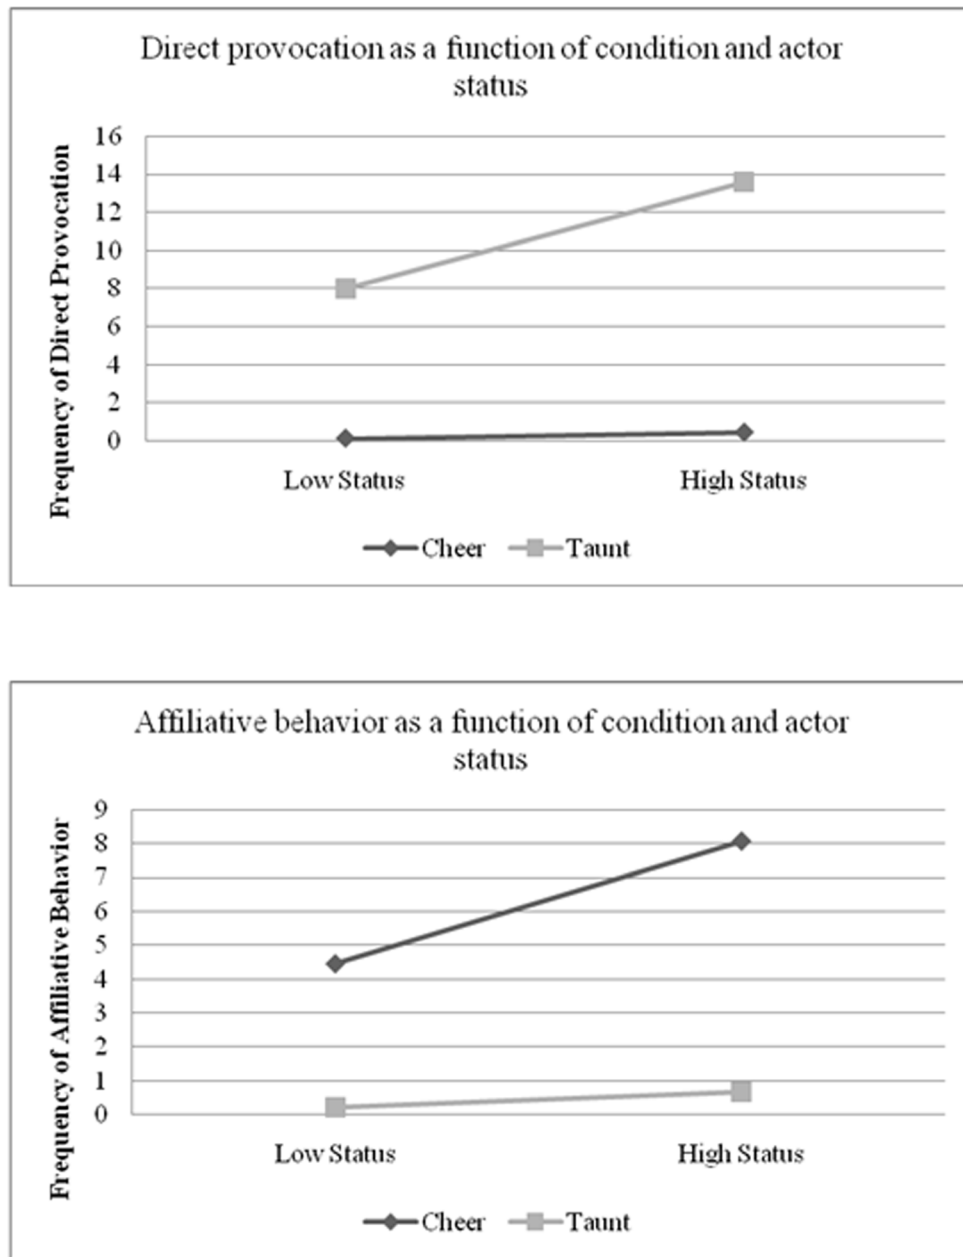 Direct provocation as a function of condition and actor
status
Frequency of Direct Provocation
16
14
12
10
8
6
4
2
0
Low Status High Status
Cheer Taunt
Affiliative behavior as a function of condition and actor
status
Frequency of Affiliative Behavior
9
8
7
6
5
4
3
2
1
0
Low Status High Status
Cheer Taunt